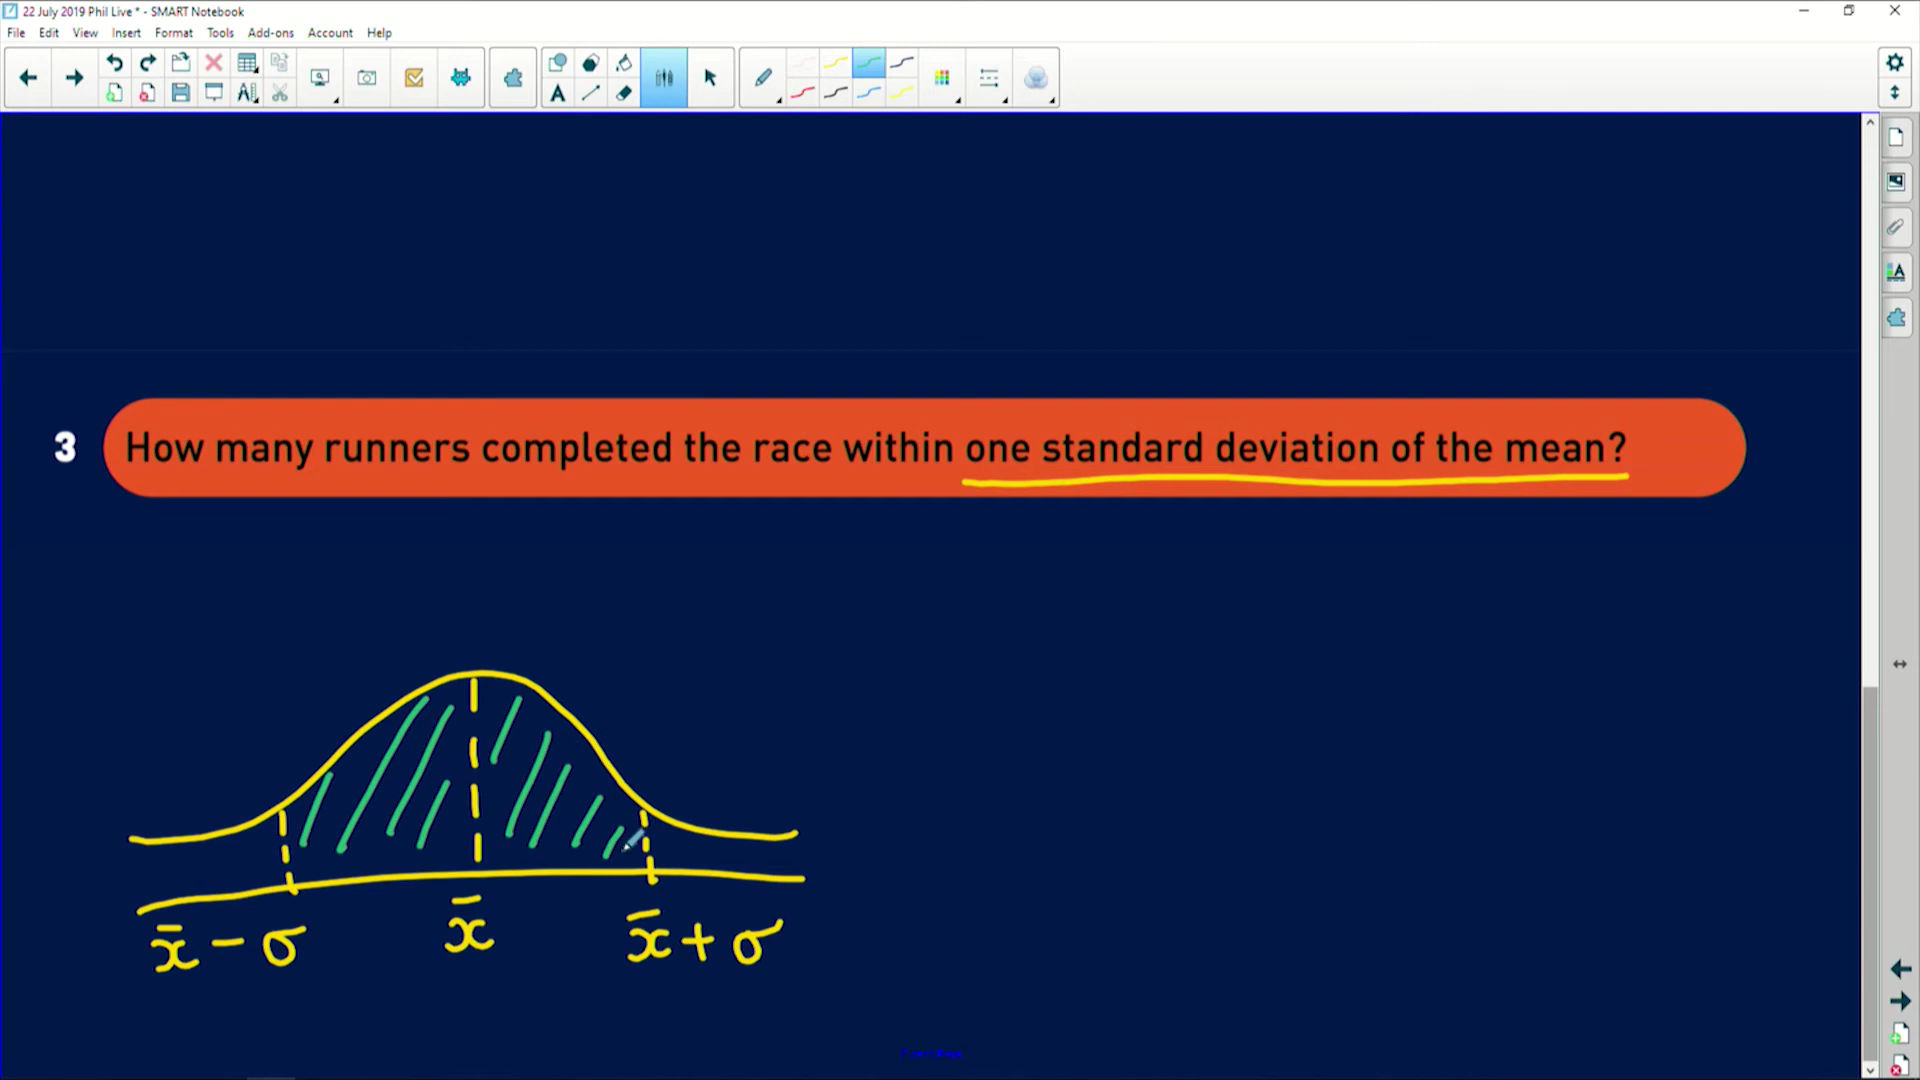 22 July 2019 Phil Live * - SMART Notebook
File Edit View Insert Format Tools Add-ons Account Help
3 How many runners completed the race within one standard deviation of the mean?
x̄ - σ x̄ x̄ + σ